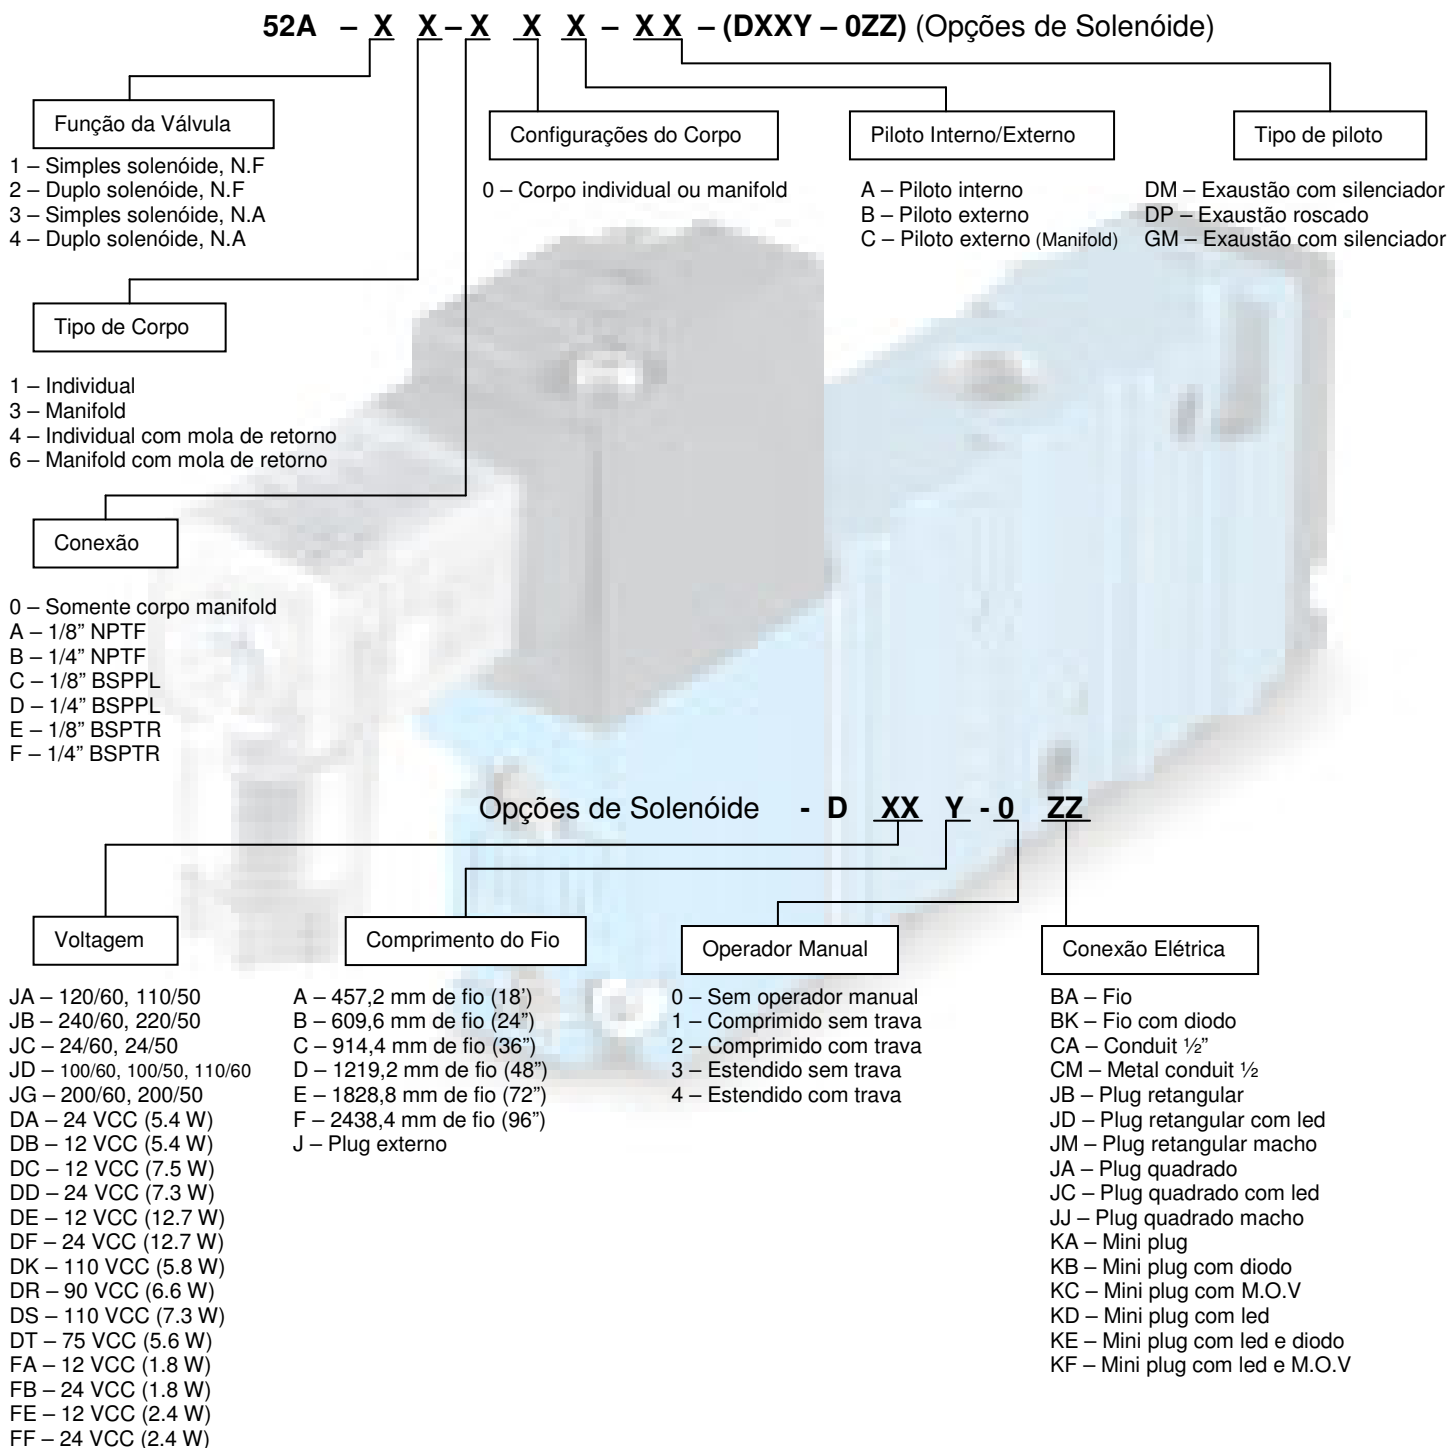 52A – X X – X X X – X X – (DXXY – 0ZZ) (Opções de Solenóide)
Função da Válvula
1 – Simples solenóide, N.F
2 – Duplo solenóide, N.F
3 – Simples solenóide, N.A
4 – Duplo solenóide, N.A
Configurações do Corpo
0 – Corpo individual ou manifold
Piloto Interno/Externo
A – Piloto interno
B – Piloto externo
C – Piloto externo (Manifold)
Tipo de piloto
DM – Exaustão com silenciador
DP – Exaustão roscado
GM – Exaustão com silenciador
Tipo de Corpo
1 – Individual
3 – Manifold
4 – Individual com mola de retorno
6 – Manifold com mola de retorno
Conexão
0 – Somente corpo manifold
A – 1/8” NPTF
B – 1/4” NPTF
C – 1/8” BSPPL
D – 1/4” BSPPL
E – 1/8” BSPTR
F – 1/4” BSPTR
Opções de Solenóide - D XX Y - 0 ZZ
Voltagem
JA – 120/60, 110/50
JB – 240/60, 220/50
JC – 24/60, 24/50
JD – 100/60, 100/50, 110/60
JG – 200/60, 200/50
DA – 24 VCC (5.4 W)
DB – 12 VCC (5.4 W)
DC – 12 VCC (7.5 W)
DD – 24 VCC (7.3 W)
DE – 12 VCC (12.7 W)
DF – 24 VCC (12.7 W)
DK – 110 VCC (5.8 W)
DR – 90 VCC (6.6 W)
DS – 110 VCC (7.3 W)
DT – 75 VCC (5.6 W)
FA – 12 VCC (1.8 W)
FB – 24 VCC (1.8 W)
FE – 12 VCC (2.4 W)
FF – 24 VCC (2.4 W)
Comprimento do Fio
A – 457,2 mm de fio (18’)
B – 609,6 mm de fio (24”)
C – 914,4 mm de fio (36”)
D – 1219,2 mm de fio (48”)
E – 1828,8 mm de fio (72”)
F – 2438,4 mm de fio (96”)
J – Plug externo
Operador Manual
0 – Sem operador manual
1 – Comprimido sem trava
2 – Comprimido com trava
3 – Estendido sem trava
4 – Estendido com trava
Conexão Elétrica
BA – Fio
BK – Fio com diodo
CA – Conduit ½”
CM – Metal conduit ½
JB – Plug retangular
JD – Plug retangular com led
JM – Plug retangular macho
JA – Plug quadrado
JC – Plug quadrado com led
JJ – Plug quadrado macho
KA – Mini plug
KB – Mini plug com diodo
KC – Mini plug com M.O.V
KD – Mini plug com led
KE – Mini plug com led e diodo
KF – Mini plug com led e M.O.V